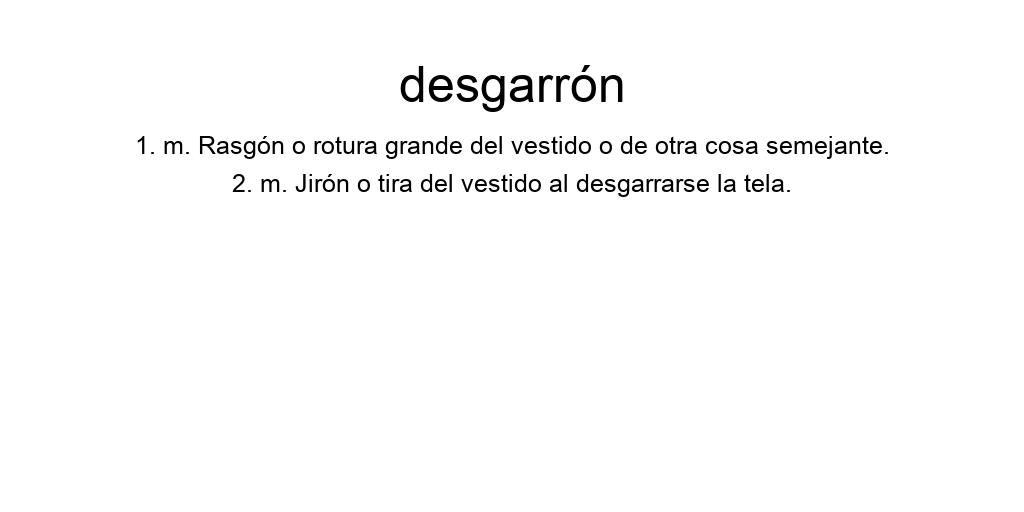 desgarrón
1. m. Rasgón o rotura grande del vestido o de otra cosa semejante.
2. m. Jirón o tira del vestido al desgarrarse la tela.